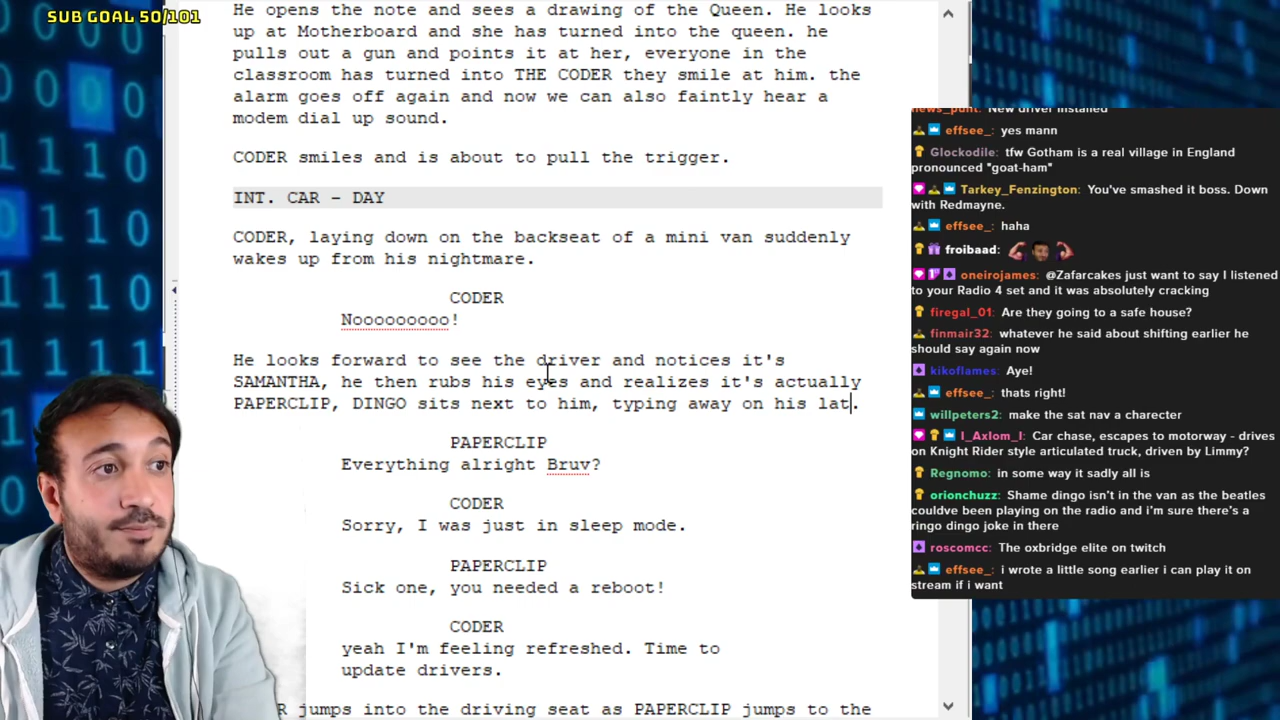 SUB GOAL 50/101
He opens the note and sees a drawing of the Queen. He looks
up at Motherboard and she has turned into the queen. he
pulls out a gun and points it at her, everyone in the
classroom has turned into THE CODER they smile at him. the
alarm goes off again and now we can also faintly hear a
modem dial up sound.
CODER smiles and is about to pull the trigger.
INT. CAR - DAY
CODER, laying down on the backseat of a mini van suddenly
wakes up from his nightmare.
CODER
Nooooooooo!
He looks forward to see the driver and notices it's
SAMANTHA, he then rubs his eyes and realizes it's actually
PAPERCLIP, DINGO sits next to him, typing away on his lat.
PAPERCLIP
Everything alright Bruv?
CODER
Sorry, I was just in sleep mode.
PAPERCLIP
Sick one, you needed a reboot!
CODER
yeah I'm feeling refreshed. Time to
update drivers.
R jumps into the driving seat as PAPERCLIP jumps to the
news_punt: New driver installed
effsee_: yes mann
Glockodile: tfw Gotham is a real village in England
pronounced "goat-ham"
Tarkey_Fenzington: You've smashed it boss. Down
with Redmayne.
effsee_: haha
froibaad:
oneirojames: @Zafarcakes just want to say I listened
to your Radio 4 set and it was absolutely cracking
firegal_01: Are they going to a safe house?
finmair32: whatever he said about shifting earlier he
should say again now
kikoflames: Aye!
effsee_: thats right!
willpeters2: make the sat nav a charecter
I_AxIom_I: Car chase, escapes to motorway - drives
on Knight Rider style articulated truck, driven by Limmy?
Regnomo: in some way it sadly all is
orionchuzz: Shame dingo isn't in the van as the beatles
couldve been playing on the radio and i'm sure there's a
ringo dingo joke in there
roscomcc: The oxbridge elite on twitch
effsee_: i wrote a little song earlier i can play it on
stream if i want